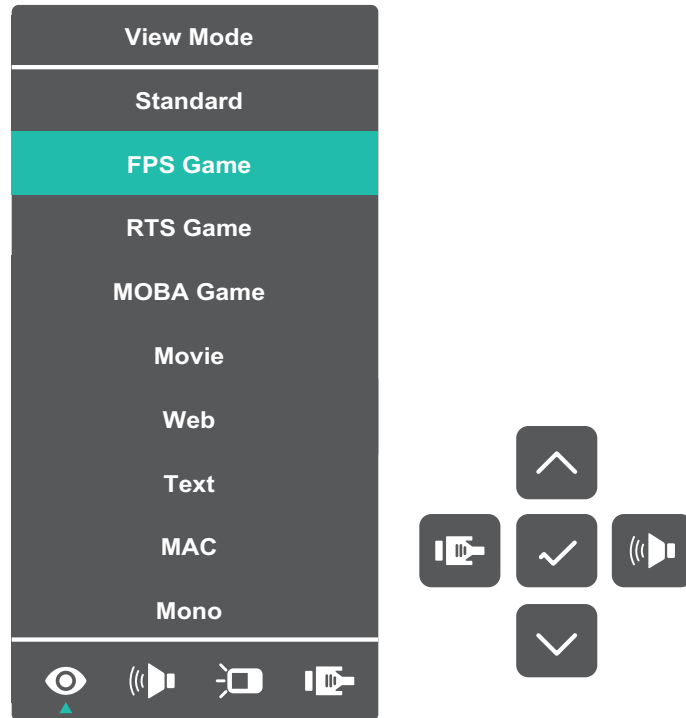 View Mode
Standard
FPS Game
RTS Game
MOBA Game
Movie
Web
Text
MAC
Mono